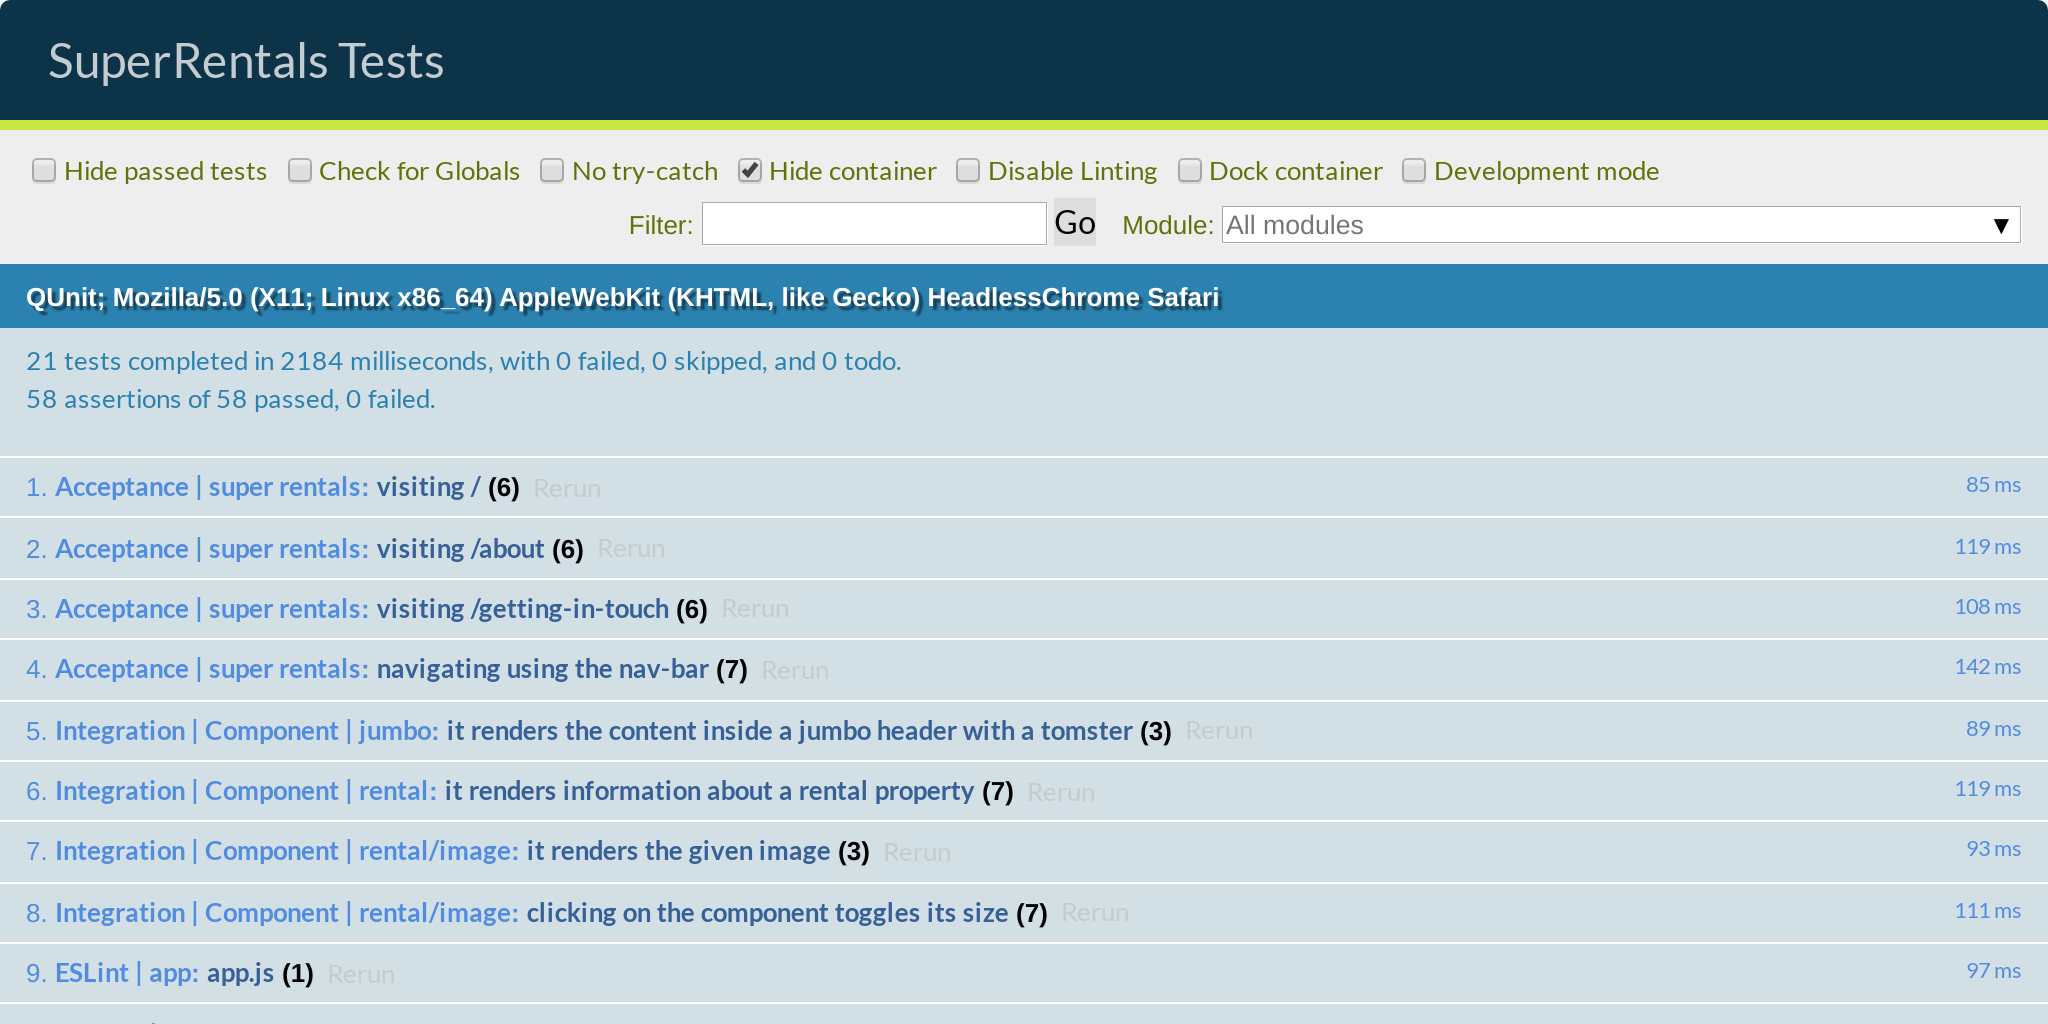 SuperRentals Tests
Hide passed tests Check for Globals No try-catch Hide container Disable Linting Dock container Development mode
Filter: Go Module: All modules
QUnit; Mozilla/5.0 (X11; Linux x86_64) AppleWebKit (KHTML, like Gecko) HeadlessChrome Safari
21 tests completed in 2184 milliseconds, with 0 failed, 0 skipped, and 0 todo.
58 assertions of 58 passed, 0 failed.
1. Acceptance | super rentals: visiting / (6) Rerun 85 ms
2. Acceptance | super rentals: visiting /about (6) Rerun 119 ms
3. Acceptance | super rentals: visiting /getting-in-touch (6) Rerun 108 ms
4. Acceptance | super rentals: navigating using the nav-bar (7) Rerun 142 ms
5. Integration | Component | jumbo: it renders the content inside a jumbo header with a tomster (3) Rerun 89 ms
6. Integration | Component | rental: it renders information about a rental property (7) Rerun 119 ms
7. Integration | Component | rental/image: it renders the given image (3) Rerun 93 ms
8. Integration | Component | rental/image: clicking on the component toggles its size (7) Rerun 111 ms
9. ESLint | app: app.js (1) Rerun 97 ms